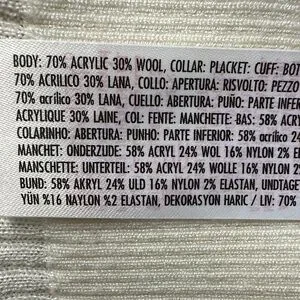 BODY: 70% ACRYLIC 30% WOOL, COLLAR: PLACKET: CUFF: BOT
70% ACRILICO 30% LANA, COLLO: APERTURA: RISVOLTO: PEZZO
70% acrílico 30% LANA, CUELLO: ABERTURA: PUÑO: PARTE INFERIOR
ACRYLIQUE 30% LAINE, COL: FENTE: MANCHETTE: BAS: 58% ACRY
COLARINHO: ABERTURA: PUNHO: PARTE INFERIOR: 58% acrílico 24
MANCHET: ONDERZIJDE: 58% ACRYL 24% WOL 16% NYLON 2% E
MANSCHETTE: UNTERTEIL: 58% ACRYL 24% WOLLE 16% NYLON 2%
BUND: 58% AKRYL 24% ULD 16% NYLON 2% ELASTAN, UNDTAGE
YÜN %16 NAYLON %2 ELASTAN, DEKORASYON HARIC / LIV: 70%